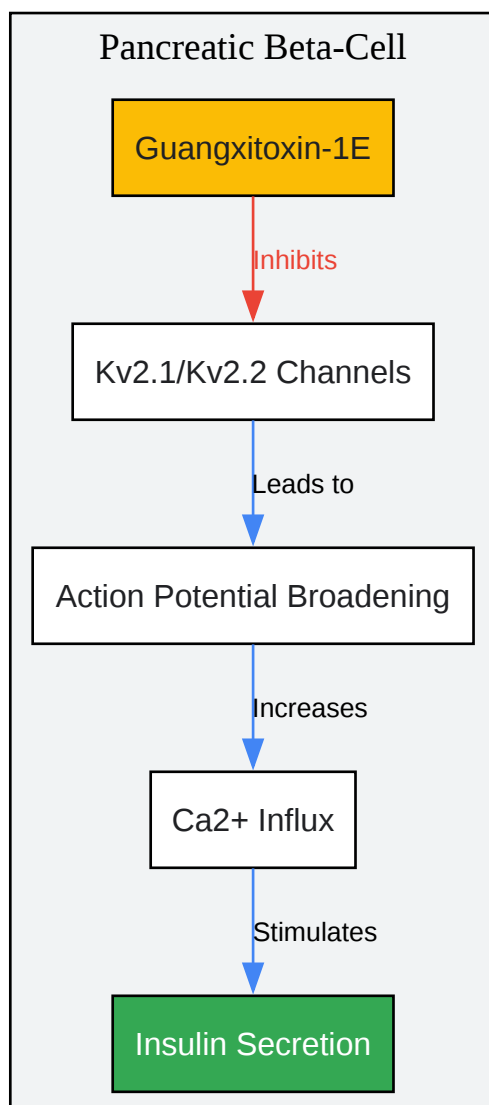 Pancreatic Beta-Cell
Guangxitoxin-1E
Inhibits
Kv2.1/Kv2.2 Channels
Leads to
Action Potential Broadening
Increases
Ca2+ Influx
Stimulates
Insulin Secretion